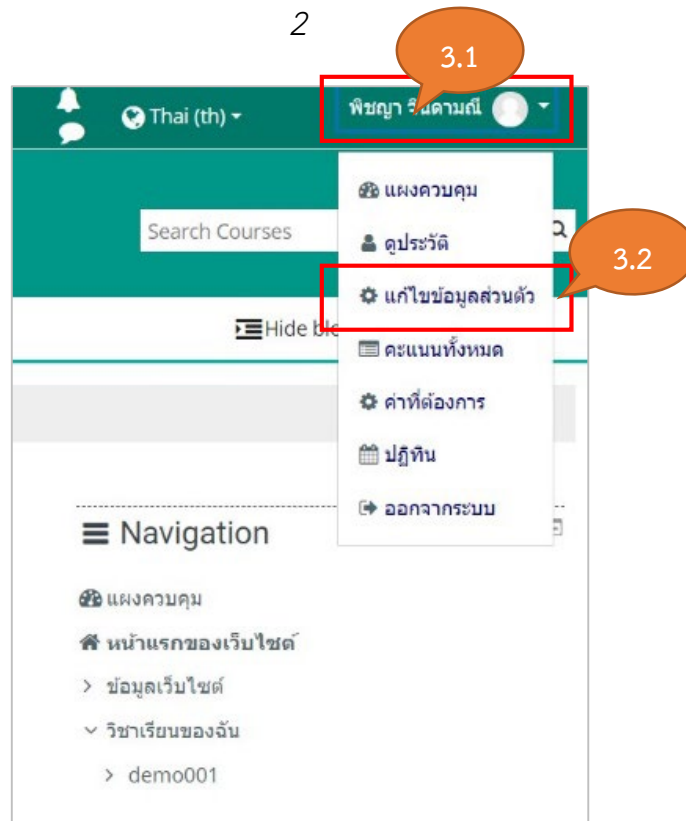 2
3.1
Thai (th)
พิชญา จินดามณี
แผงควบคุม
Search Courses
ดูประวัติ
3.2
แก้ไขข้อมูลส่วนตัว
Hide blo
คะแนนทั้งหมด
ค่าที่ต้องการ
ปฏิทิน
ออกจากระบบ
Navigation
แผงควบคุม
หน้าแรกของเว็บไซต์
ข้อมูลเว็บไซต์
วิชาเรียนของฉัน
demo001